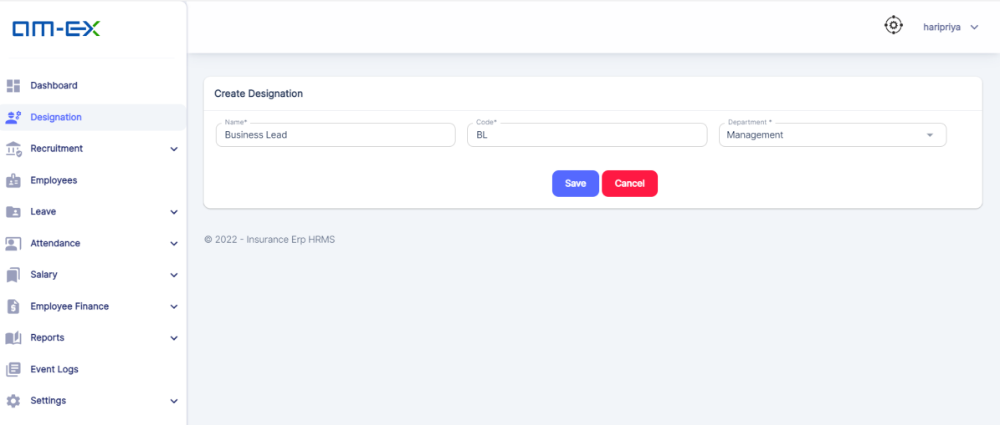 am-ex
haripriya
Dashboard
Designation
Recruitment
Employees
Leave
Attendance
Salary
Employee Finance
Reports
Event Logs
Settings
Create Designation
Name* Code* Department *
Business Lead BL Management
Save Cancel
© 2022 - Insurance Erp HRMS